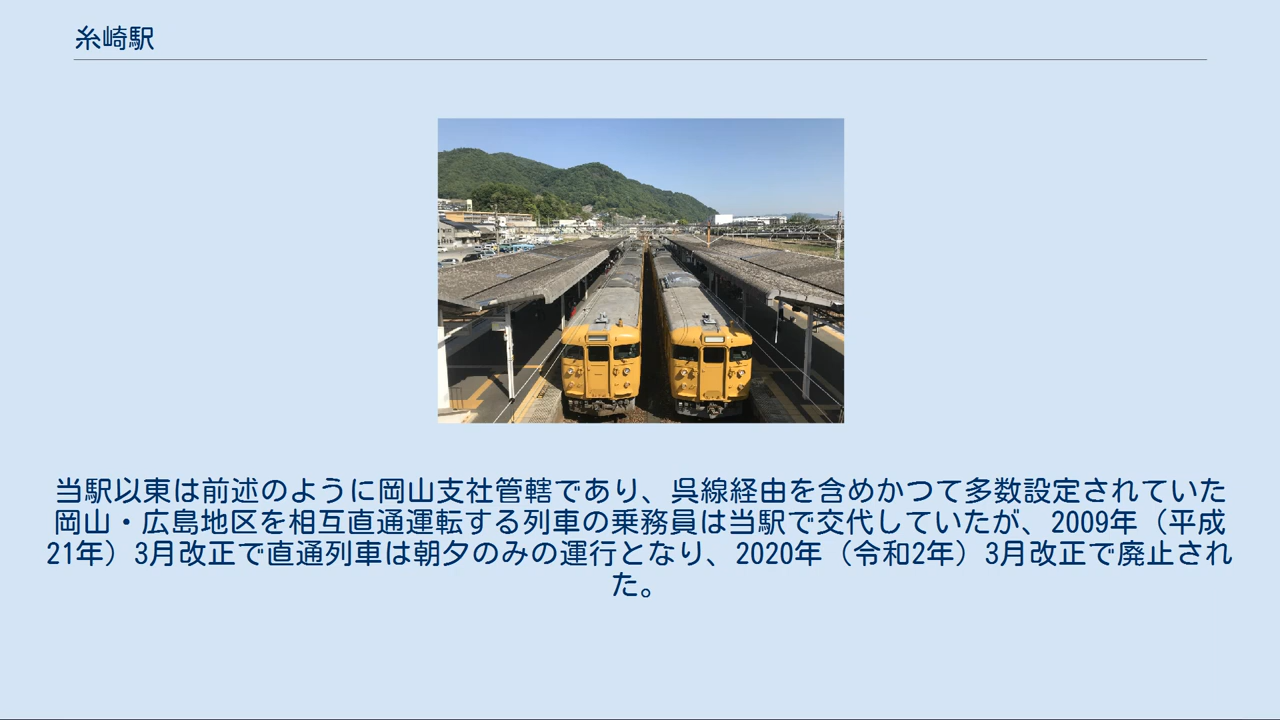 糸崎駅
当駅以東は前述のように岡山支社管轄であり、呉線経由を含めかつて多数設定されていた
岡山・広島地区を相互直通運転する列車の乗務員は当駅で交代していたが、2009年（平成
21年）3月改正で直通列車は朝夕のみの運行となり、2020年（令和2年）3月改正で廃止され
た。